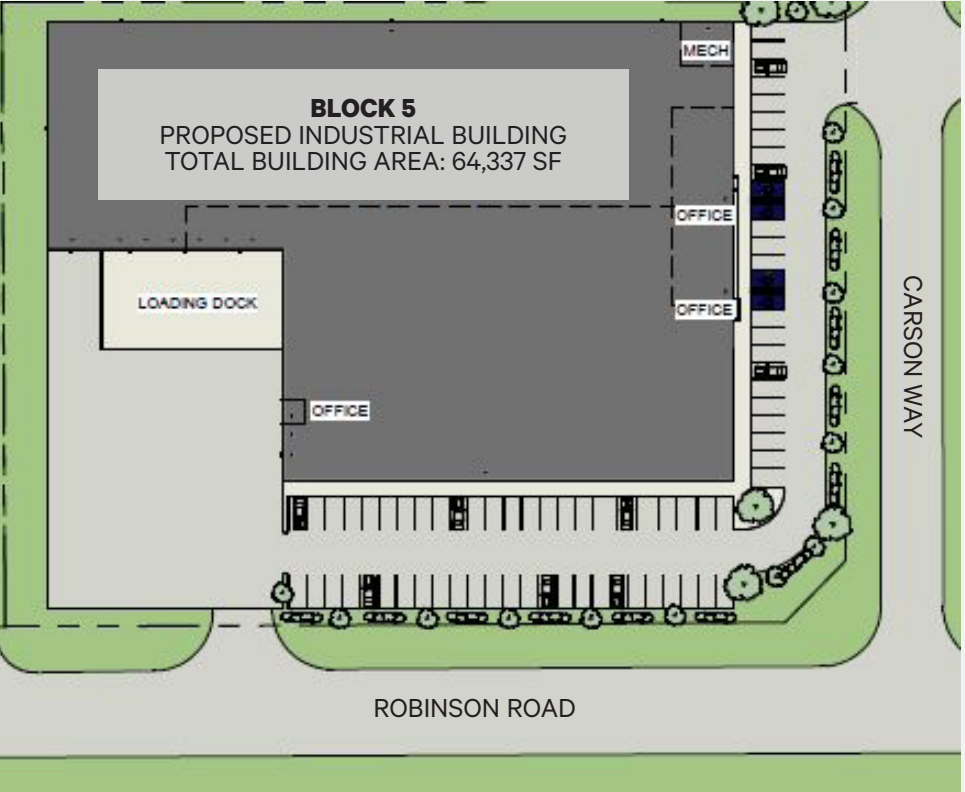 MECH
BLOCK 5
PROPOSED INDUSTRIAL BUILDING
TOTAL BUILDING AREA: 64,337 SF
OFFICE
LOADING DOCK
OFFICE
CARSON WAY
OFFICE
ROBINSON ROAD